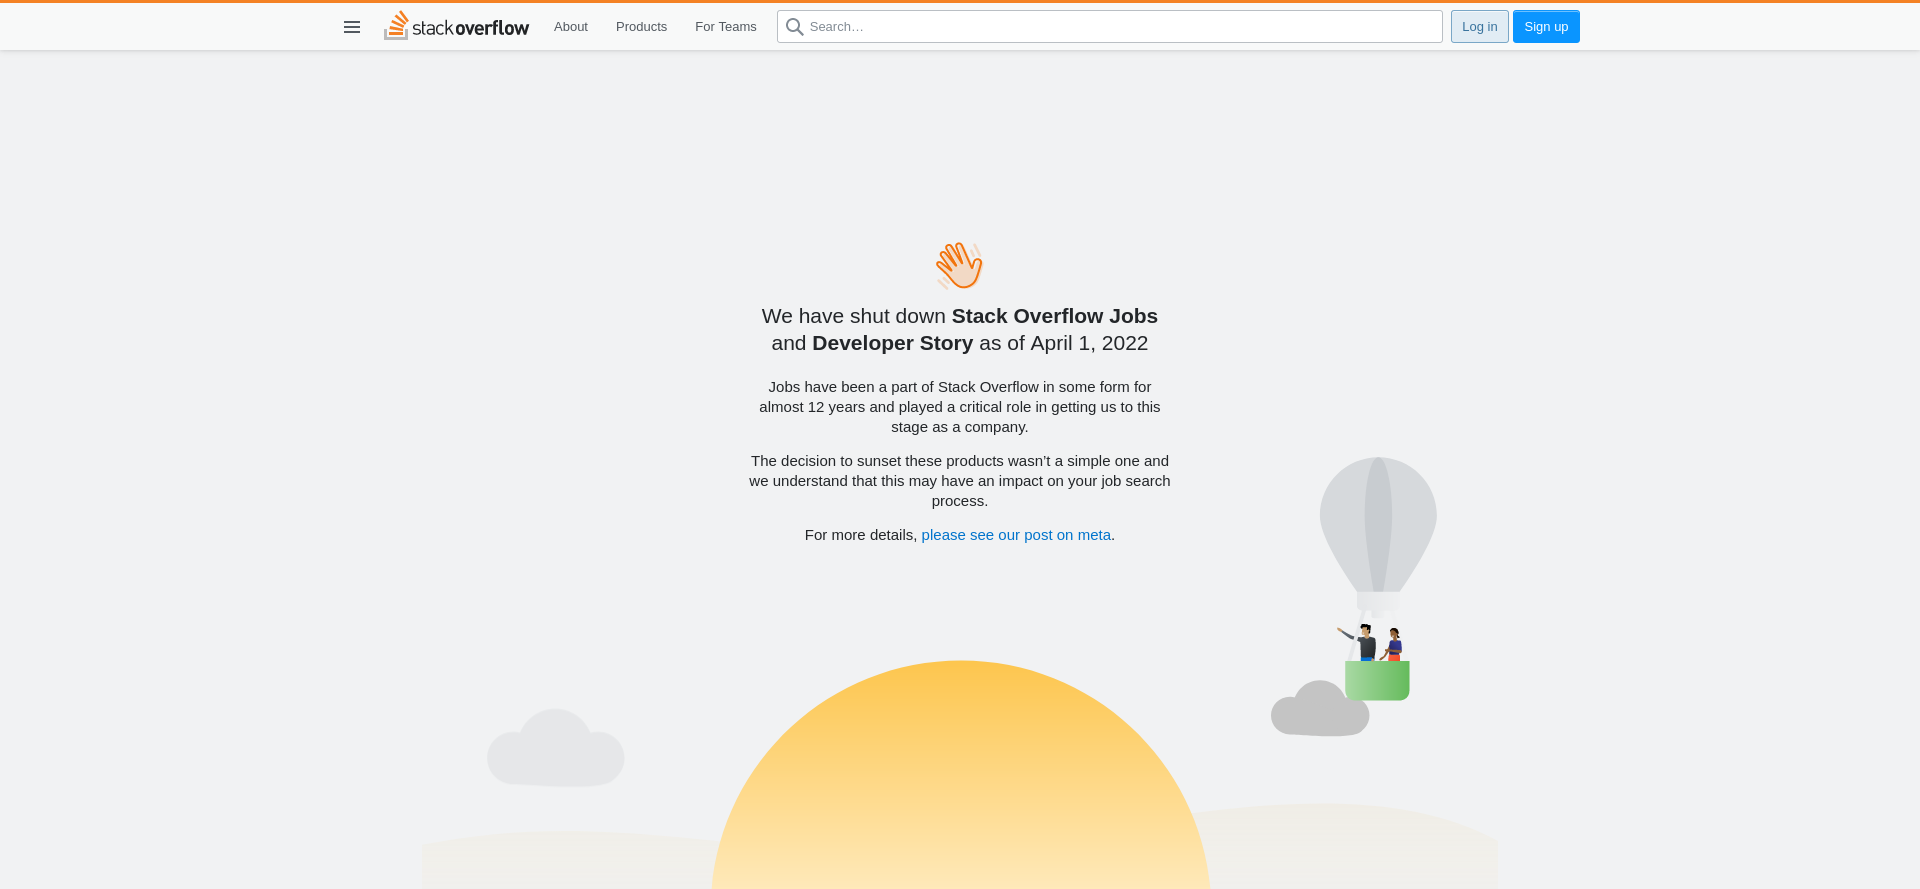 stackoverflow About Products For Teams Search… Log in Sign up
We have shut down Stack Overflow Jobs
and Developer Story as of April 1, 2022
Jobs have been a part of Stack Overflow in some form for
almost 12 years and played a critical role in getting us to this
stage as a company.
The decision to sunset these products wasn’t a simple one and
we understand that this may have an impact on your job search
process.
For more details, please see our post on meta.